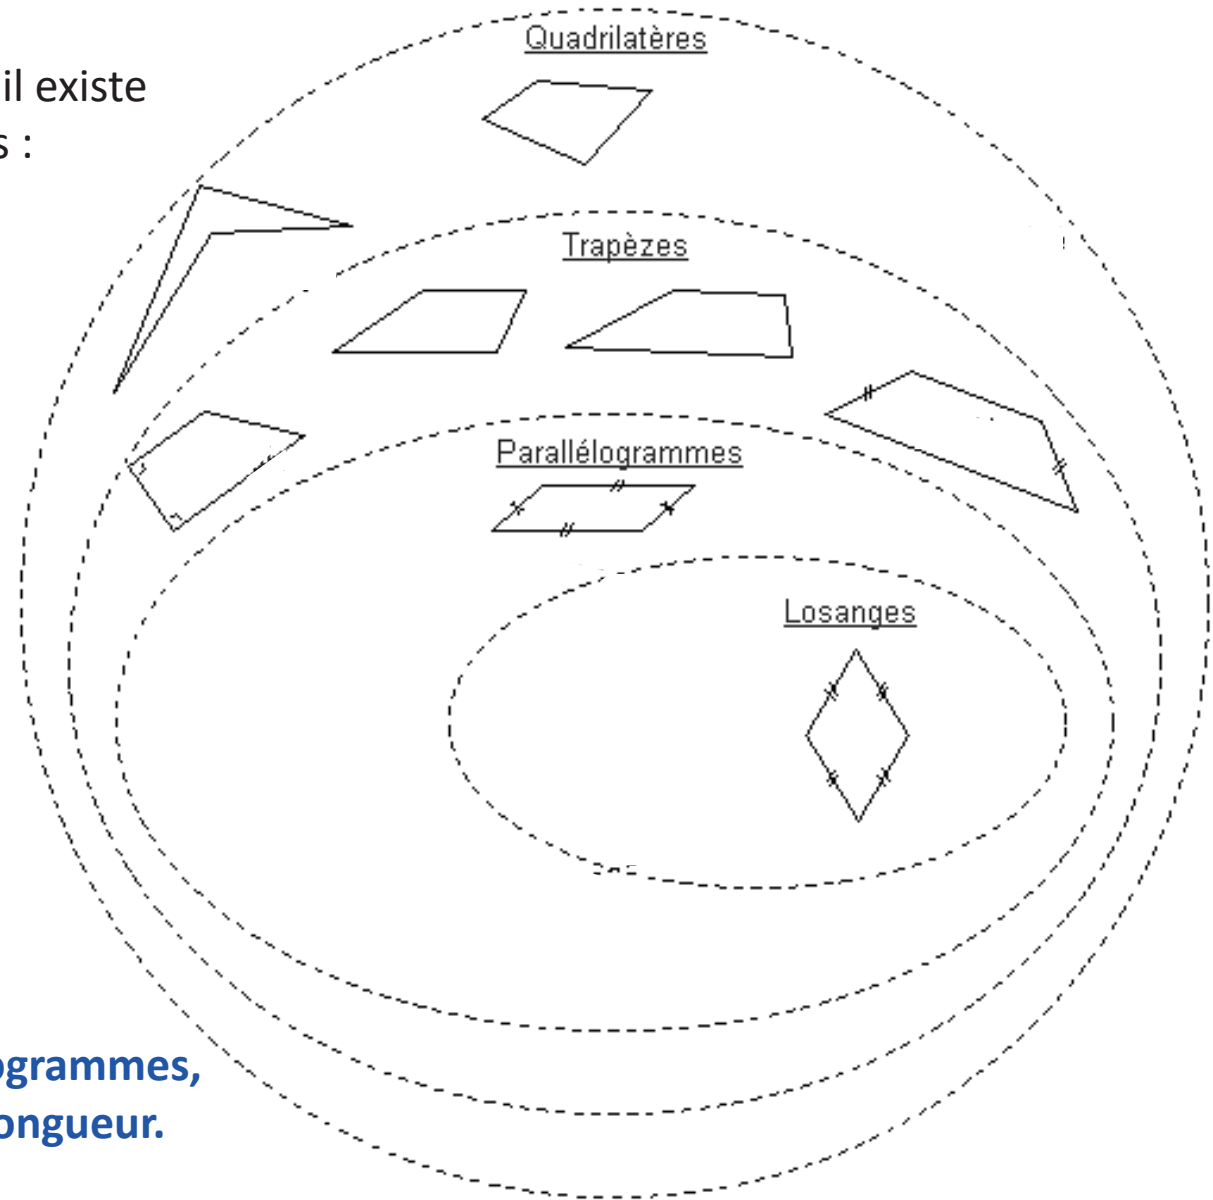 Quadrilatères
il existe
s :
Trapèzes
Parallélogrammes
Losanges
ogrammes,
ongueur.